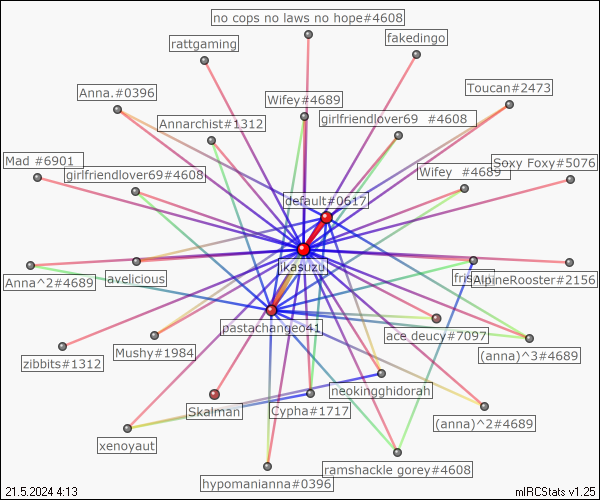 no cops no laws no hope#4608
rattgaming
fakedingo
Anna.#0396
Toucan#2473
Wifey#4689
Annarchist#1312
girlfriendlover69 #4608
Mad #6901
Soxy Foxy#5076
girlfriendlover69#4608
Wifey #4689
default#0617
jikasuzu
Anna^2#4689
avelicious
AlpineRooster#2156
pastachangeo41
ace deucy#7097
zibbits#1312
Mushy#1984
(anna)^3#4689
neokingghidorah
Skalman
Cypha#1717
(anna)^2#4689
xenoyaut
hypomanianna#0396
ramshackle gorey#4608
21.5.2024 4:13
mIRCStats v1.25